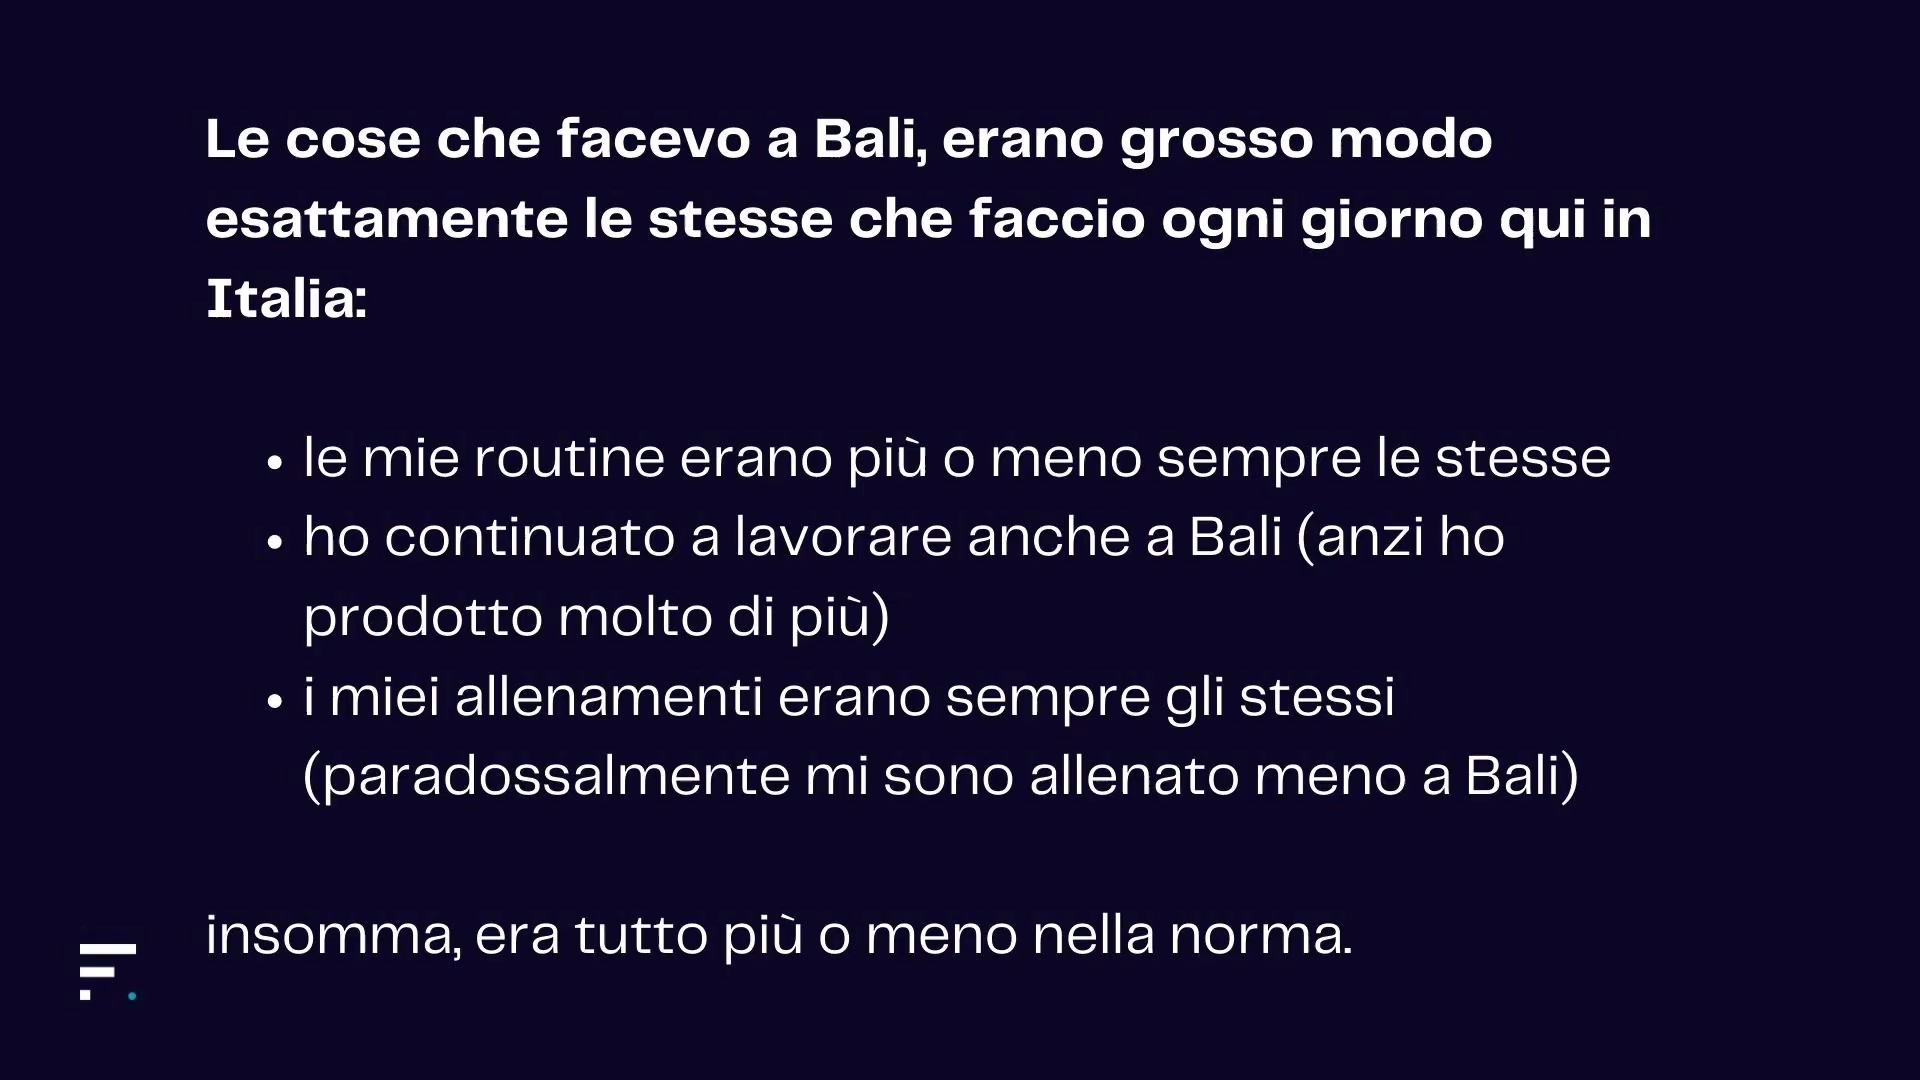 Le cose che facevo a Bali, erano grosso modo
esattamente le stesse che faccio ogni giorno qui in
Italia:
• le mie routine erano più o meno sempre le stesse
• ho continuato a lavorare anche a Bali (anzi ho
prodotto molto di più)
• i miei allenamenti erano sempre gli stessi
(paradossalmente mi sono allenato meno a Bali)
insomma, era tutto più o meno nella norma.